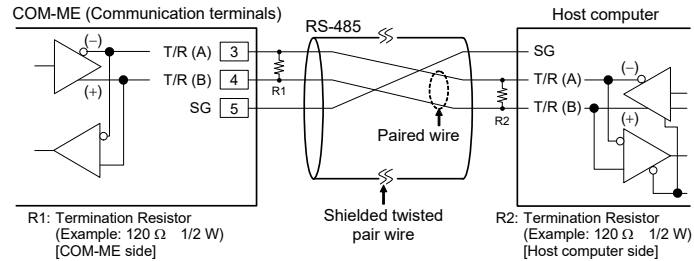 COM-ME (Communication terminals)
Host computer
RS-485
(−)
T/R (A) 3
T/R (B) 4
(+)
SG 5
R1
SG
T/R (A)
(−)
T/R (B)
(+)
R2
Paired wire
Shielded twisted
pair wire
R1: Termination Resistor
(Example: 120 Ω 1/2 W)
[COM-ME side]
R2: Termination Resistor
(Example: 120 Ω 1/2 W)
[Host computer side]